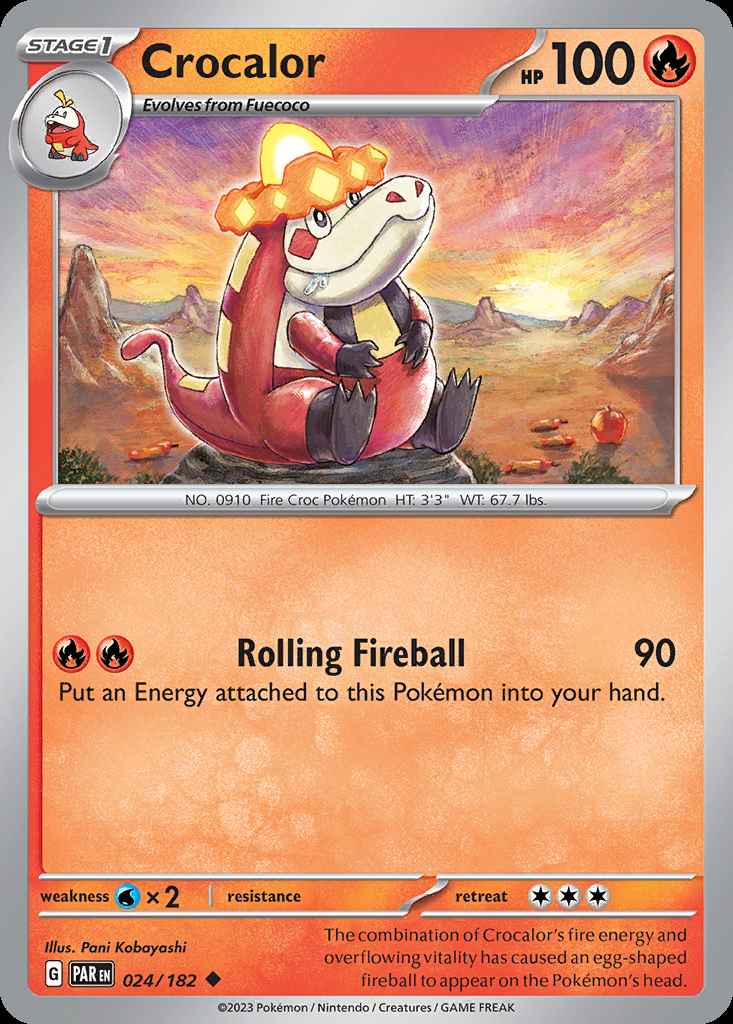 STAGE1
Crocalor
HP 100
Evolves from Fuecoco
NO. 0910 Fire Croc Pokémon HT: 3'3" WT: 67.7 lbs.
Rolling Fireball 90
Put an Energy attached to this Pokémon into your hand.
weakness ×2 resistance retreat
Illus. Pani Kobayashi
The combination of Crocalor's fire energy and
overflowing vitality has caused an egg-shaped
fireball to appear on the Pokémon's head.
G PAR EN 024/182
©2023 Pokémon / Nintendo / Creatures / GAME FREAK